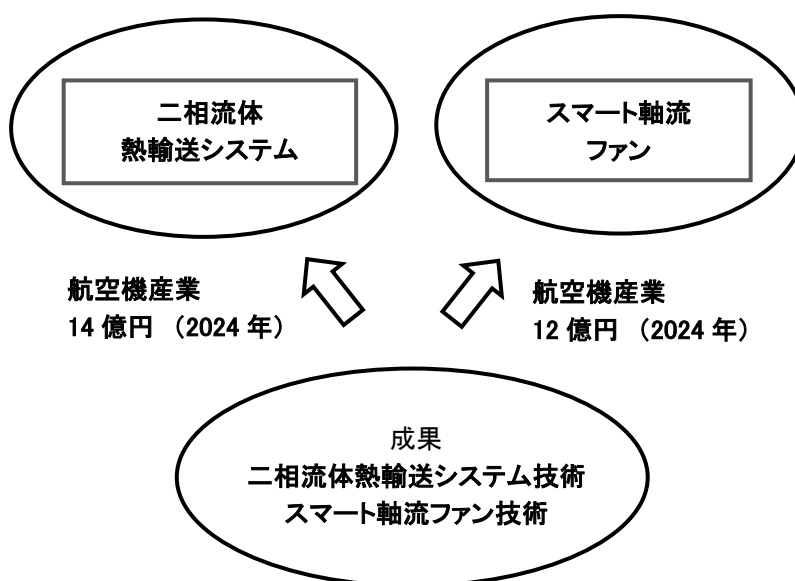 二相流体
熱輸送システム
スマート軸流
ファン
航空機産業
14 億円 （2024 年）
航空機産業
12 億円 （2024 年）
成果
二相流体熱輸送システム技術
スマート軸流ファン技術